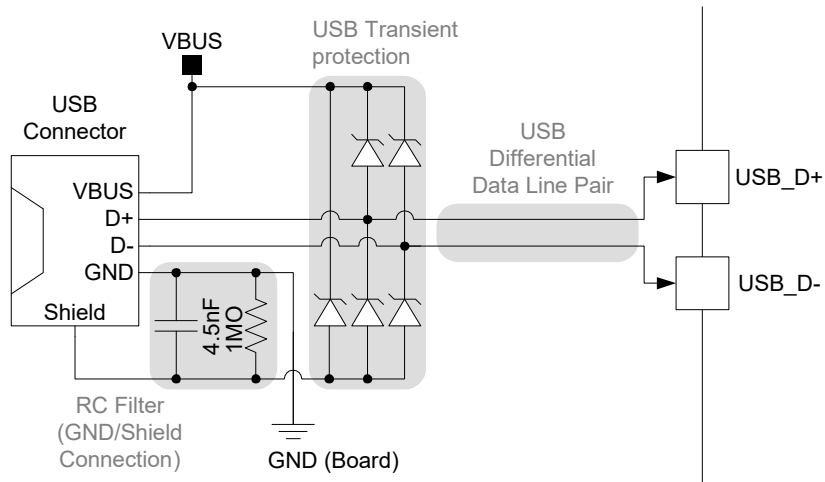 USB Transient
protection
VBUS
USB
Connector
USB
Differential
Data Line Pair
VBUS
D+
D-
GND
Shield
USB_D+
USB_D-
4.5nF
1MO
RC Filter
(GND/Shield
Connection)
GND (Board)